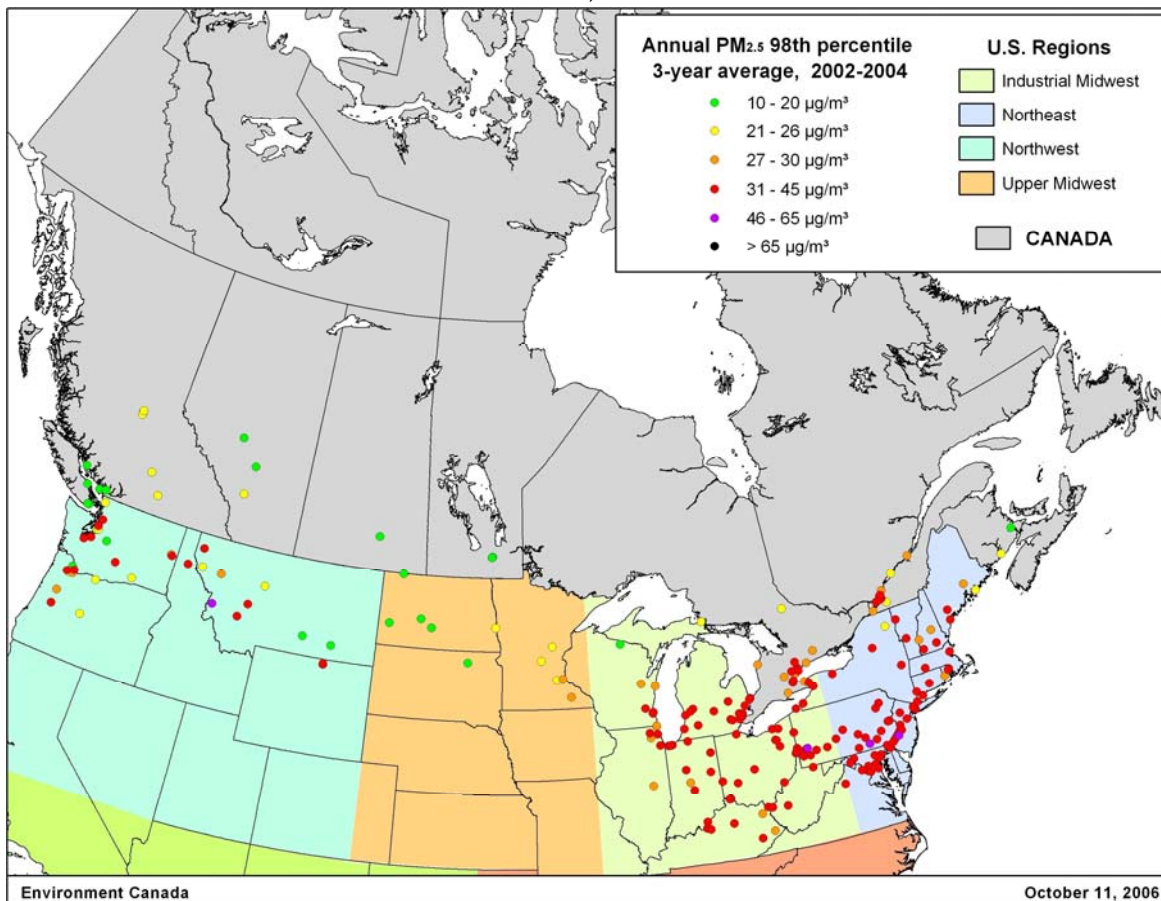 Annual PM2.5 98th percentile
3-year average, 2002-2004
10 - 20 µg/m³
21 - 26 µg/m³
27 - 30 µg/m³
31 - 45 µg/m³
46 - 65 µg/m³
> 65 µg/m³
U.S. Regions
Industrial Midwest
Northeast
Northwest
Upper Midwest
CANADA
Environment Canada
October 11, 2006